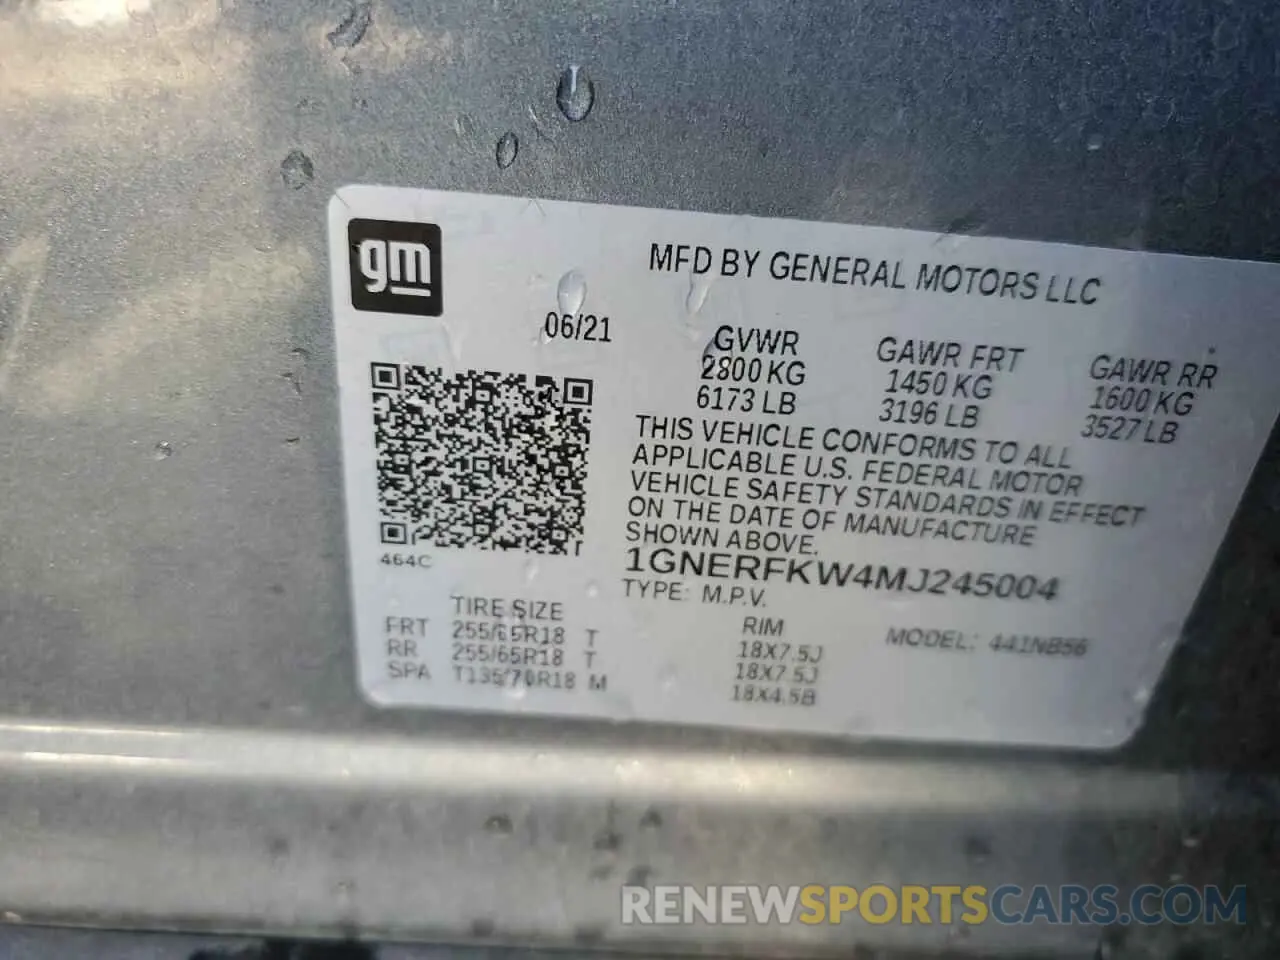 gm
MFD BY GENERAL MOTORS LLC
06/21
GVWR GAWR FRT GAWR RR
2800 KG 1450 KG 1600 KG
6173 LB 3196 LB 3527 LB
THIS VEHICLE CONFORMS TO ALL
APPLICABLE U.S. FEDERAL MOTOR
VEHICLE SAFETY STANDARDS IN EFFECT
ON THE DATE OF MANUFACTURE
SHOWN ABOVE.
464C
1GNERFKW4MJ245004
TYPE: M.P.V.
MODEL: 441NB56
TIRE SIZE RIM
FRT 255/65R18 T 18X7.5J
RR 255/65R18 T 18X7.5J
SPA T135/70R18 M 18X4.5B
RENEWSPORTSCARS.COM